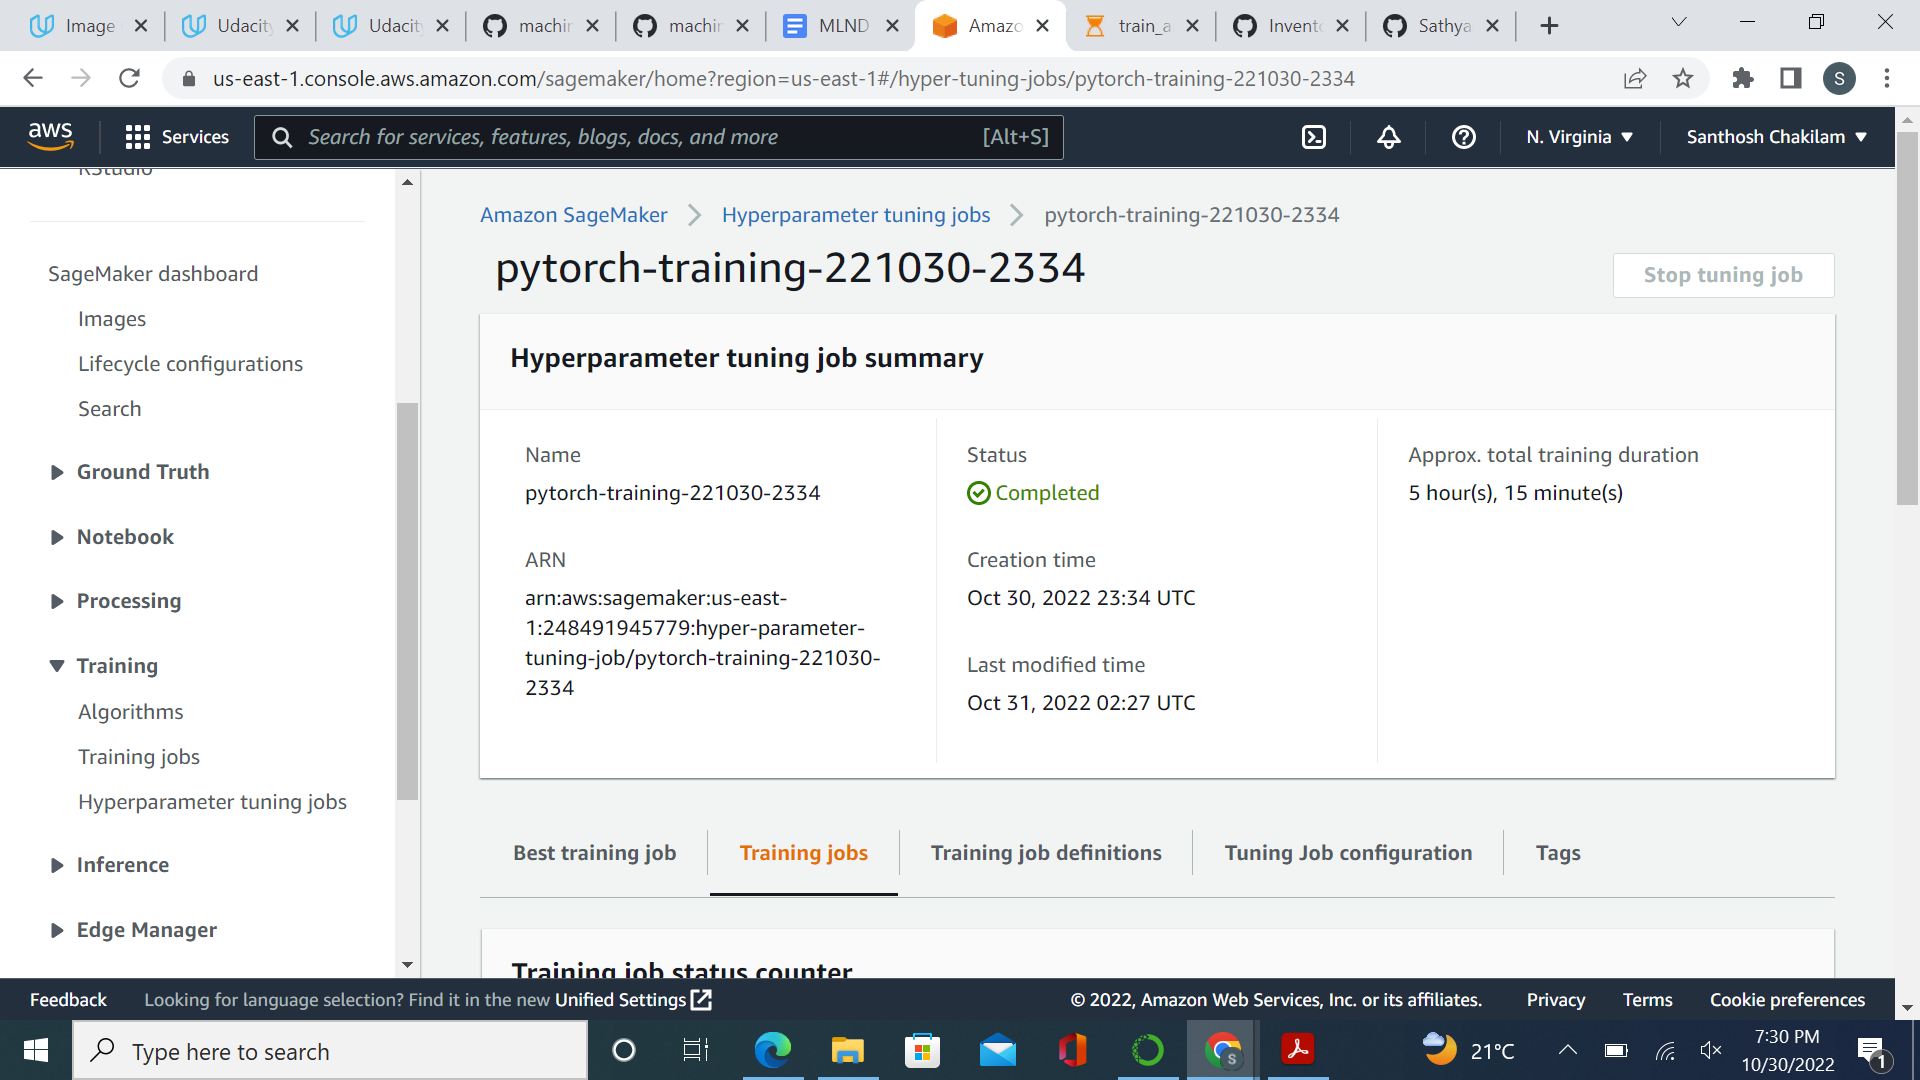 Image
Udacity
Udacity
machin
machin
MLND
Amazo
train_a
Invento
Sathya
us-east-1.console.aws.amazon.com/sagemaker/home?region=us-east-1#/hyper-tuning-jobs/pytorch-training-221030-2334
S
aws
Services
Search for services, features, blogs, docs, and more
[Alt+S]
N. Virginia
Santhosh Chakilam
RStudio
SageMaker dashboard
Images
Lifecycle configurations
Search
Ground Truth
Notebook
Processing
Training
Algorithms
Training jobs
Hyperparameter tuning jobs
Inference
Edge Manager
Amazon SageMaker
Hyperparameter tuning jobs
pytorch-training-221030-2334
pytorch-training-221030-2334
Stop tuning job
Hyperparameter tuning job summary
Name
pytorch-training-221030-2334
ARN
arn:aws:sagemaker:us-east-
1:248491945779:hyper-parameter-
tuning-job/pytorch-training-221030-
2334
Status
Completed
Creation time
Oct 30, 2022 23:34 UTC
Last modified time
Oct 31, 2022 02:27 UTC
Approx. total training duration
5 hour(s), 15 minute(s)
Best training job
Training jobs
Training job definitions
Tuning Job configuration
Tags
Training job status counter
Feedback
Looking for language selection? Find it in the new Unified Settings
© 2022, Amazon Web Services, Inc. or its affiliates.
Privacy
Terms
Cookie preferences
Type here to search
S
21°C
7:30 PM
10/30/2022
1